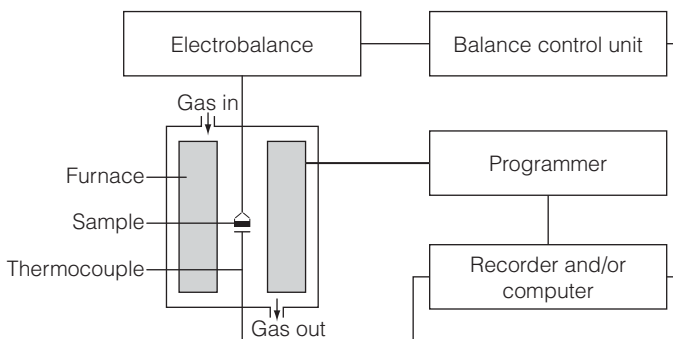 Electrobalance
Balance control unit
Gas in
Programmer
Furnace
Sample
Thermocouple
Recorder and/or
computer
Gas out